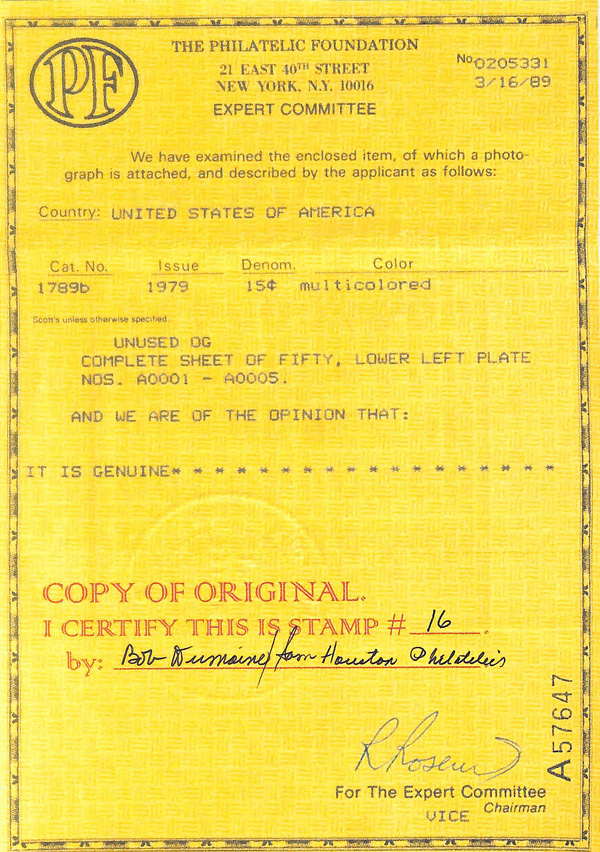 PF
THE PHILATELIC FOUNDATION
21 EAST 40TH STREET
NEW YORK, N.Y. 10016
EXPERT COMMITTEE
No. 0205331
3/16/89
We have examined the enclosed item, of which a photo-
graph is attached, and described by the applicant as follows:
Country: UNITED STATES OF AMERICA
Cat. No. Issue Denom. Color
1789b 1979 15¢ multicolored
Scott's unless otherwise specified.
UNUSED OG
COMPLETE SHEET OF FIFTY, LOWER LEFT PLATE
NOS. A0001 - A0005.
AND WE ARE OF THE OPINION THAT:
IT IS GENUINE* * * * * * * * * * * * * * * * * * *
COPY OF ORIGINAL.
I CERTIFY THIS IS STAMP # 16.
by: Bob Dumaine / Sam Houston Philatelics
A57647
For The Expert Committee
VICE Chairman